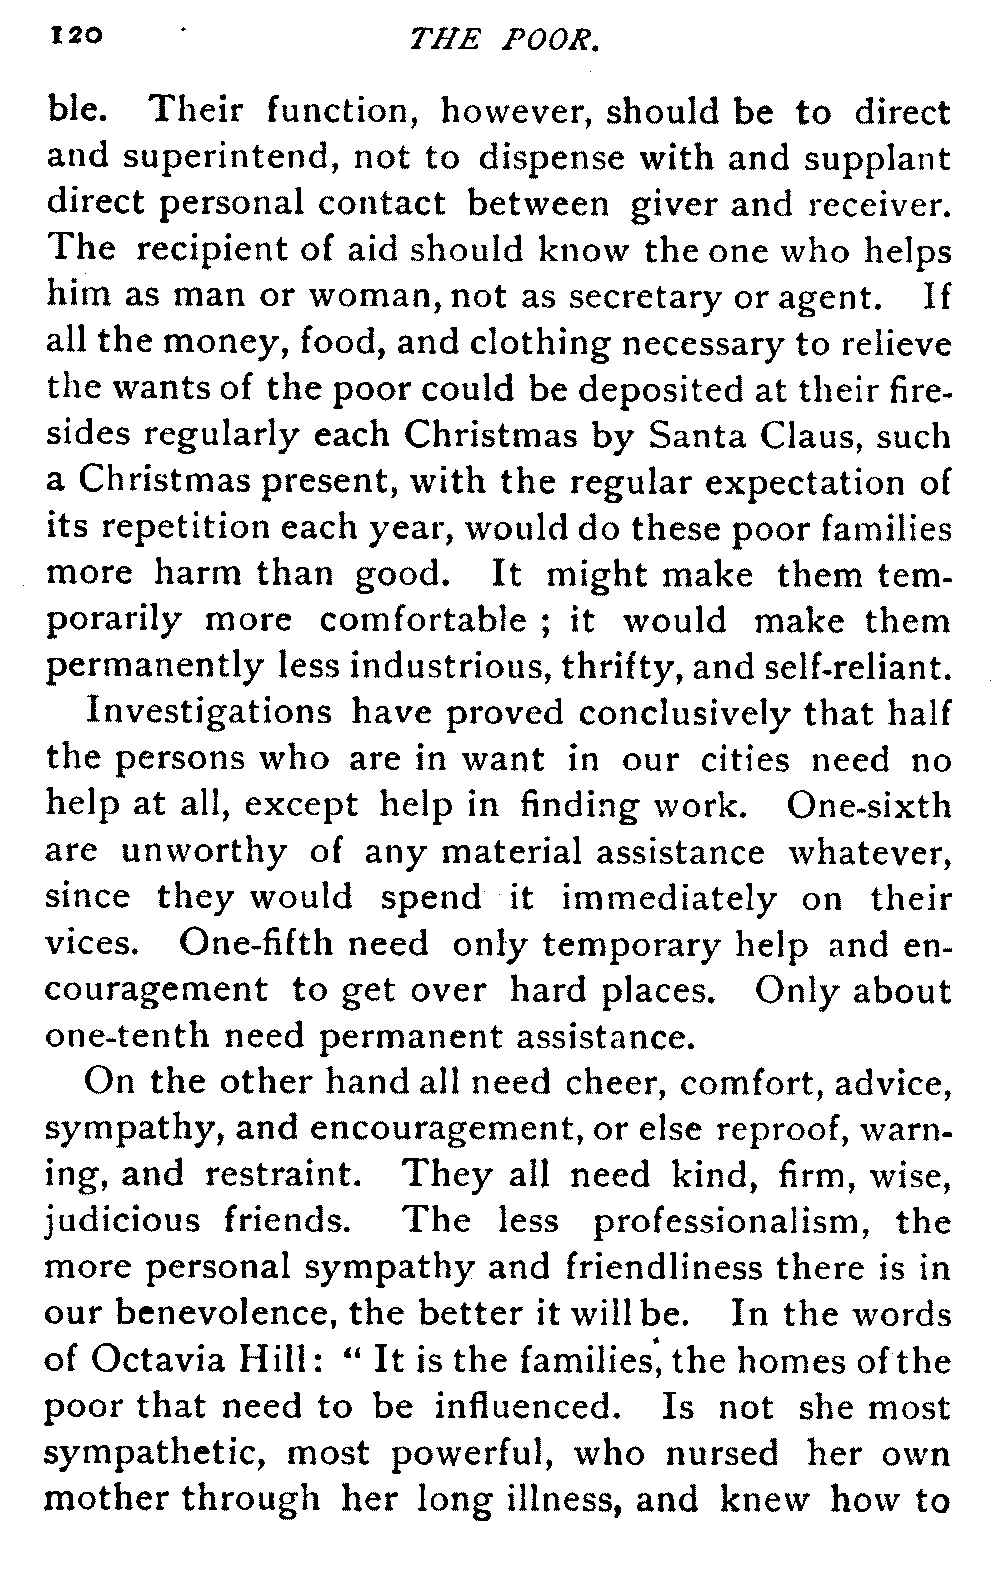 120 THE POOR.
ble. Their function, however, should be to direct
and superintend, not to dispense with and supplant
direct personal contact between giver and receiver.
The recipient of aid should know the one who helps
him as man or woman, not as secretary or agent. If
all the money, food, and clothing necessary to relieve
the wants of the poor could be deposited at their fire-
sides regularly each Christmas by Santa Claus, such
a Christmas present, with the regular expectation of
its repetition each year, would do these poor families
more harm than good. It might make them tem-
porarily more comfortable ; it would make them
permanently less industrious, thrifty, and self-reliant.
Investigations have proved conclusively that half
the persons who are in want in our cities need no
help at all, except help in finding work. One-sixth
are unworthy of any material assistance whatever,
since they would spend it immediately on their
vices. One-fifth need only temporary help and en-
couragement to get over hard places. Only about
one-tenth need permanent assistance.
On the other hand all need cheer, comfort, advice,
sympathy, and encouragement, or else reproof, warn-
ing, and restraint. They all need kind, firm, wise,
judicious friends. The less professionalism, the
more personal sympathy and friendliness there is in
our benevolence, the better it will be. In the words
of Octavia Hill: “ It is the families, the homes of the
poor that need to be influenced. Is not she most
sympathetic, most powerful, who nursed her own
mother through her long illness, and knew how to